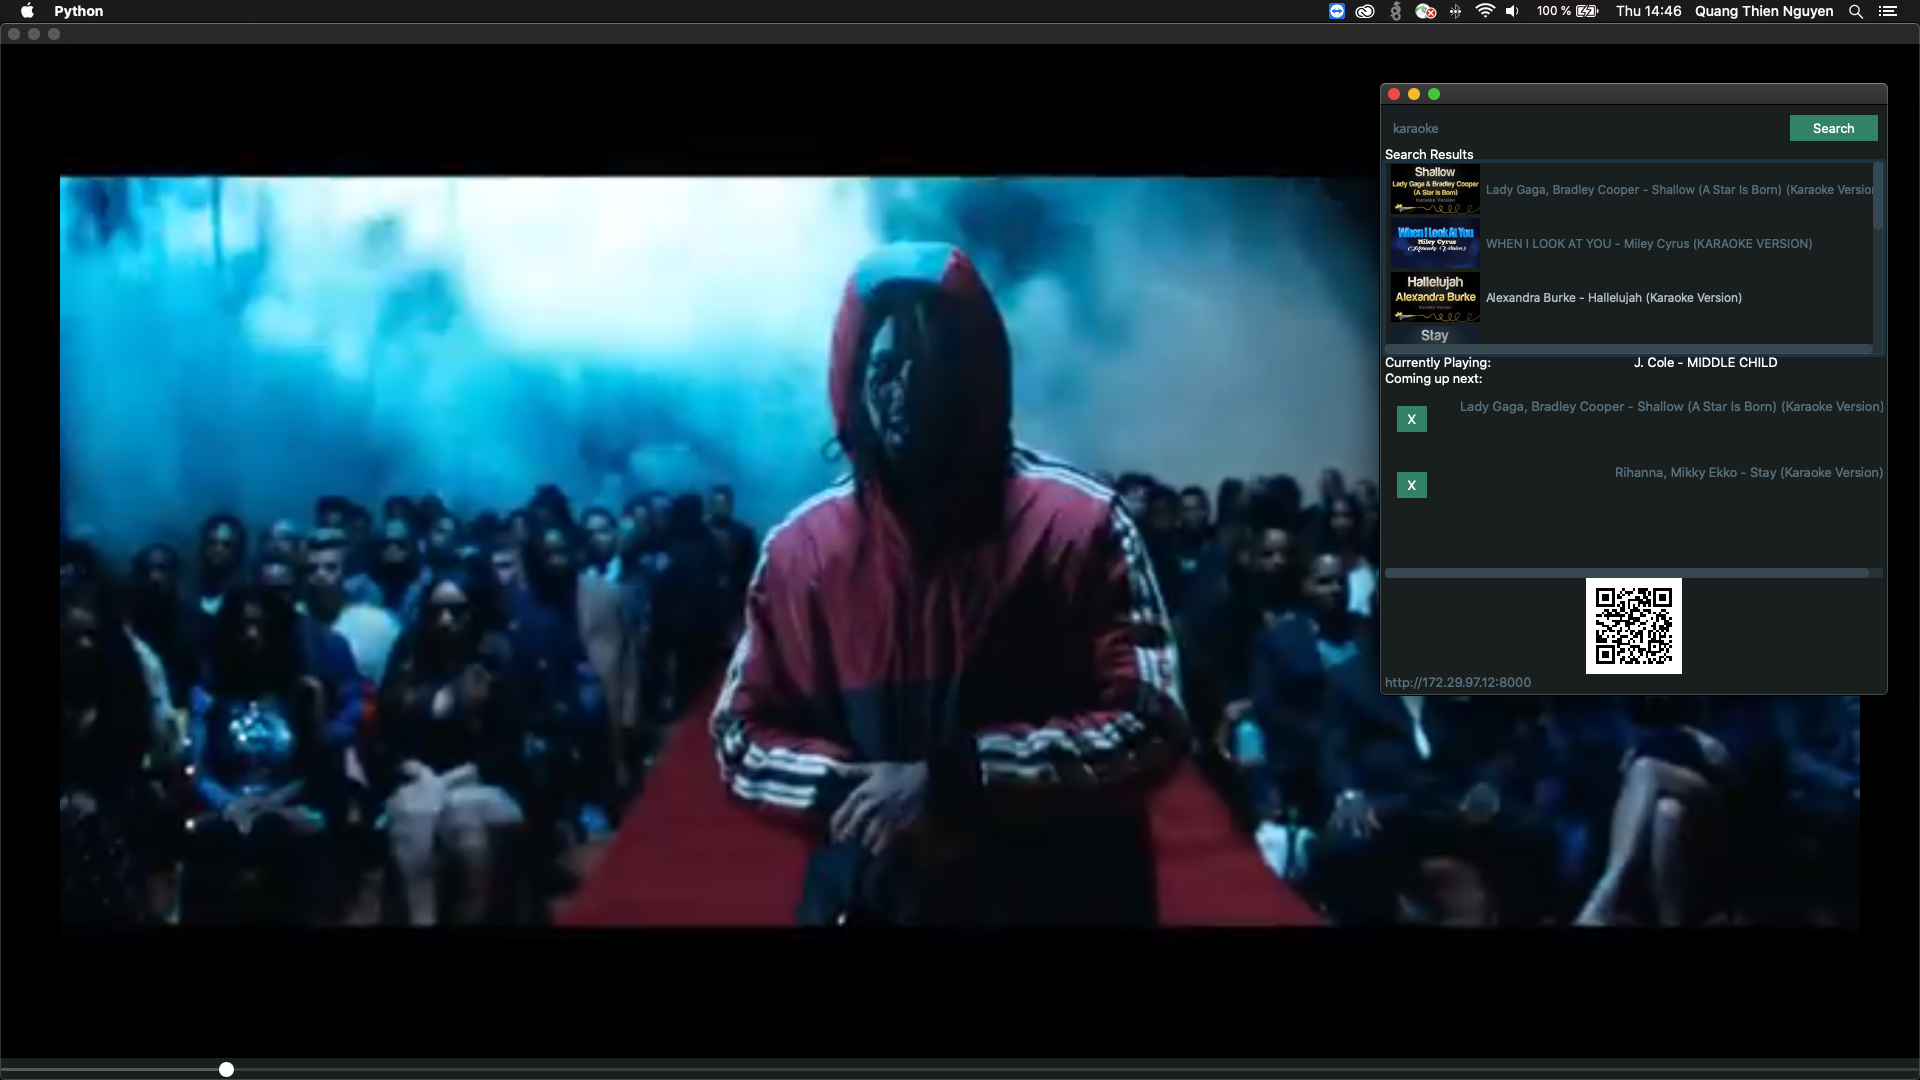 Python
100 %
Thu 14:46
Quang Thien Nguyen
karaoke
Search
Search Results
Shallow
Lady Gaga & Bradley Cooper
(A Star Is Born)
Karaoke Version
Lady Gaga, Bradley Cooper - Shallow (A Star Is Born) (Karaoke Version
When I Look At You
Miley Cyrus
(Karaoke Version)
WHEN I LOOK AT YOU - Miley Cyrus (KARAOKE VERSION)
Hallelujah
Alexandra Burke
Karaoke Version
Alexandra Burke - Hallelujah (Karaoke Version)
Stay
Currently Playing:
J. Cole - MIDDLE CHILD
Coming up next:
X
Lady Gaga, Bradley Cooper - Shallow (A Star Is Born) (Karaoke Version)
X
Rihanna, Mikky Ekko - Stay (Karaoke Version)
http://172.29.97.12:8000